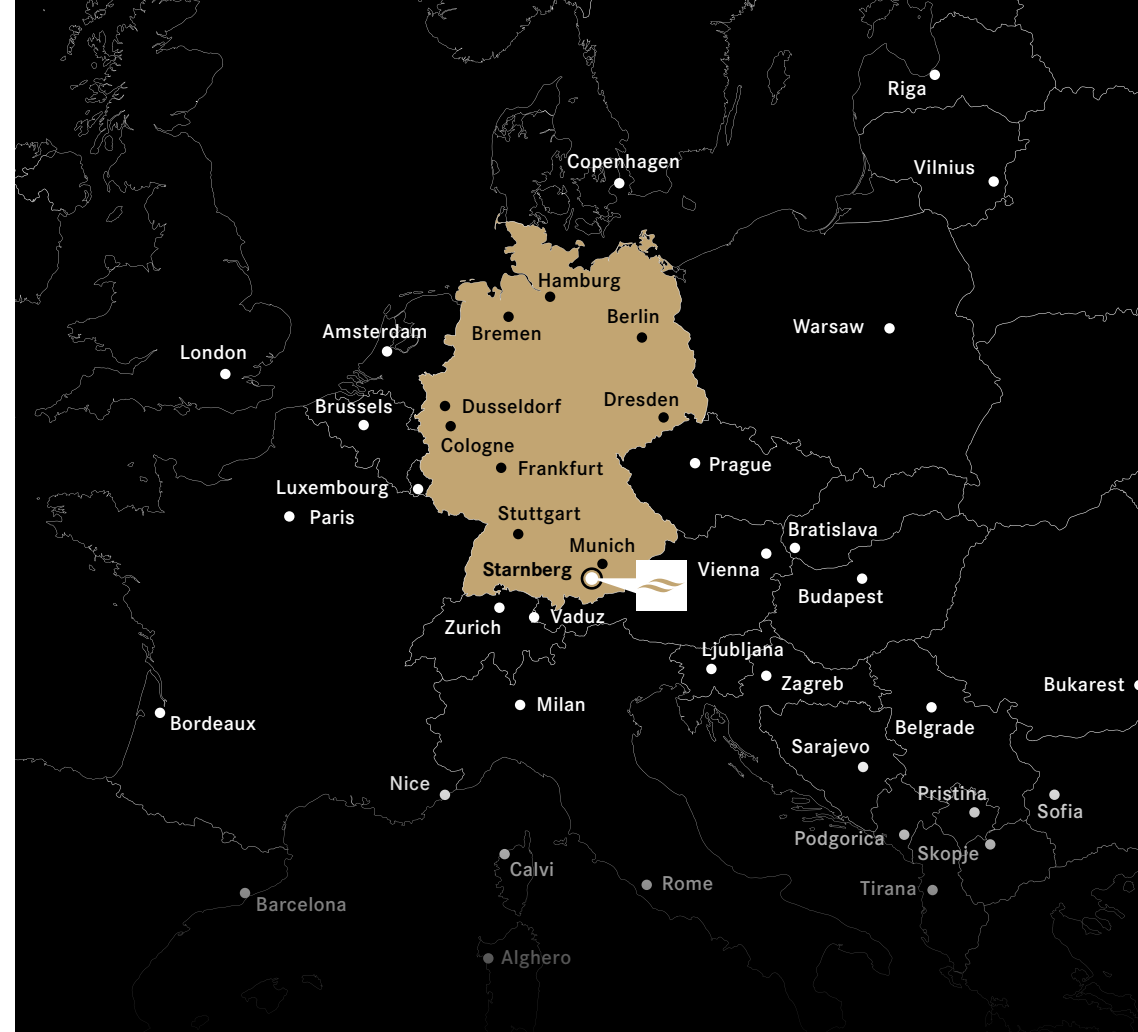 Riga
Copenhagen
Vilnius
Hamburg
Berlin
Bremen
Warsaw
Amsterdam
London
Dresden
Brussels
Dusseldorf
Cologne
Prague
Frankfurt
Luxembourg
Paris
Stuttgart
Bratislava
Munich
Starnberg
Vienna
Budapest
Vaduz
Zurich
Ljubljana
Zagreb
Bukarest
Milan
Bordeaux
Belgrade
Sarajevo
Nice
Pristina
Sofia
Podgorica
Skopje
Calvi
Rome
Tirana
Barcelona
Alghero